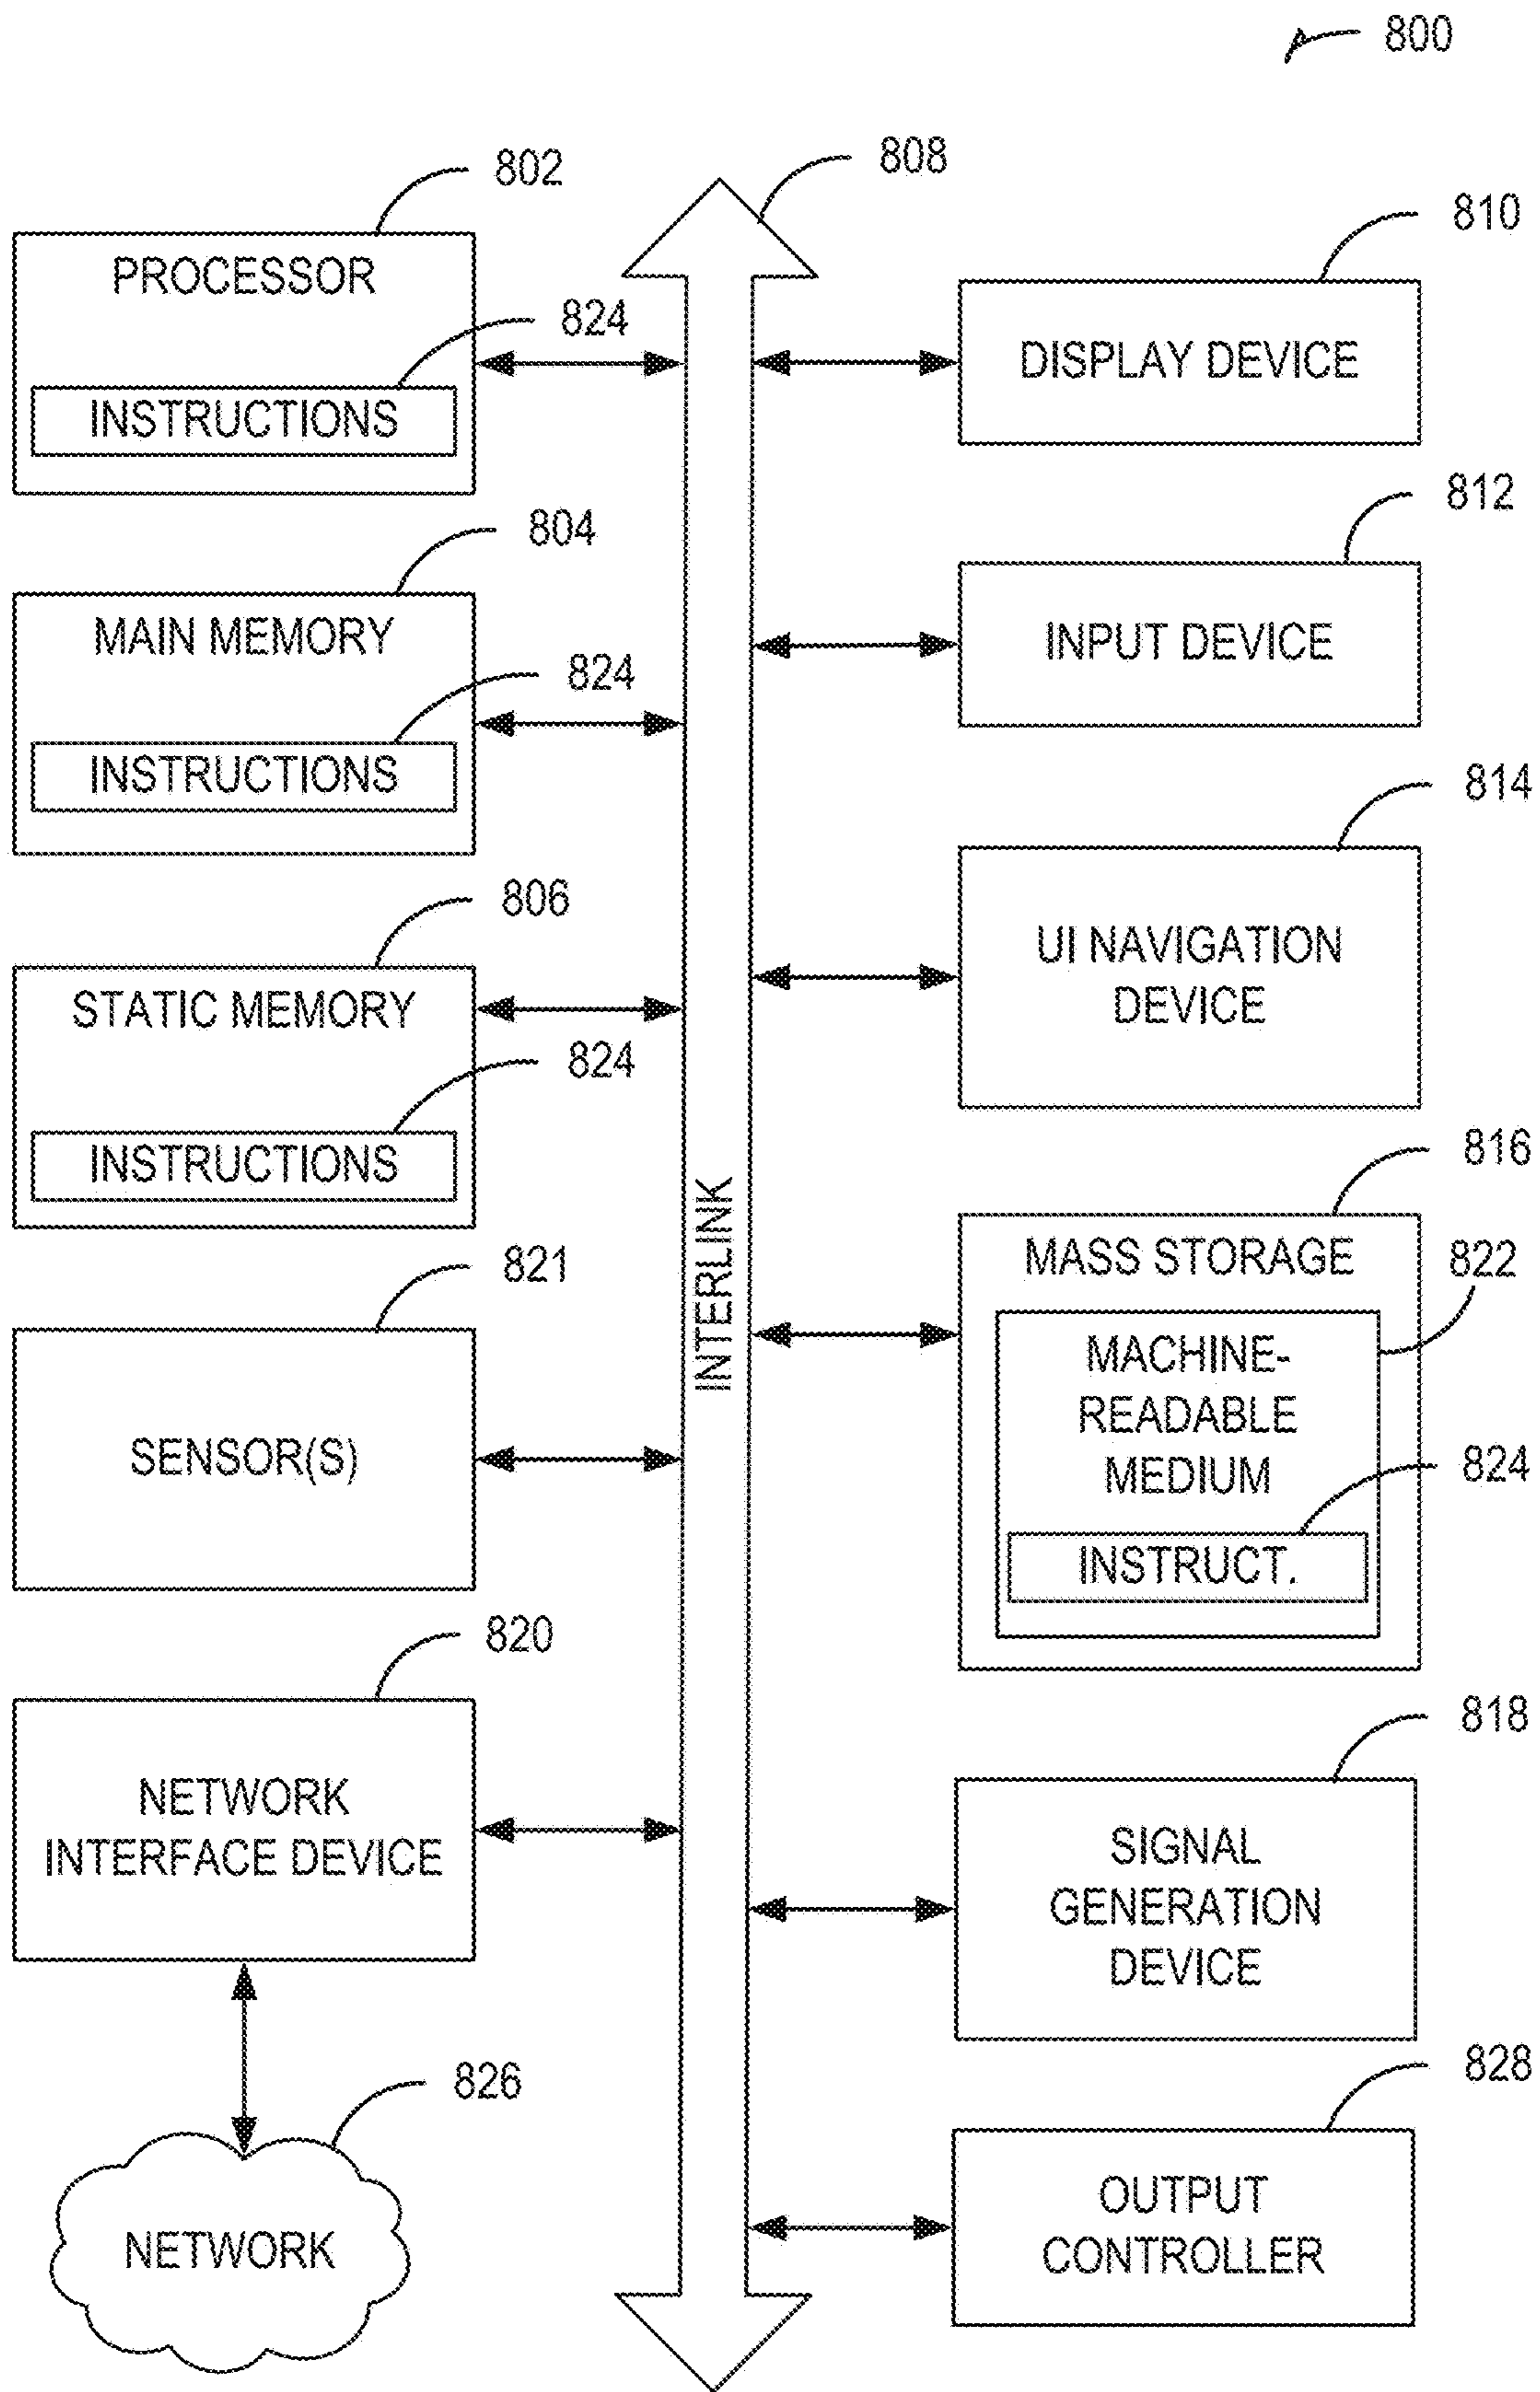 800
802
PROCESSOR
824
INSTRUCTIONS
804
MAIN MEMORY
824
INSTRUCTIONS
806
STATIC MEMORY
824
INSTRUCTIONS
821
SENSOR(S)
820
NETWORK
INTERFACE DEVICE
826
NETWORK
808
INTERLINK
810
DISPLAY DEVICE
812
INPUT DEVICE
814
UI NAVIGATION
DEVICE
816
MASS STORAGE
822
MACHINE-
READABLE
MEDIUM
824
INSTRUCT.
818
SIGNAL
GENERATION
DEVICE
828
OUTPUT
CONTROLLER